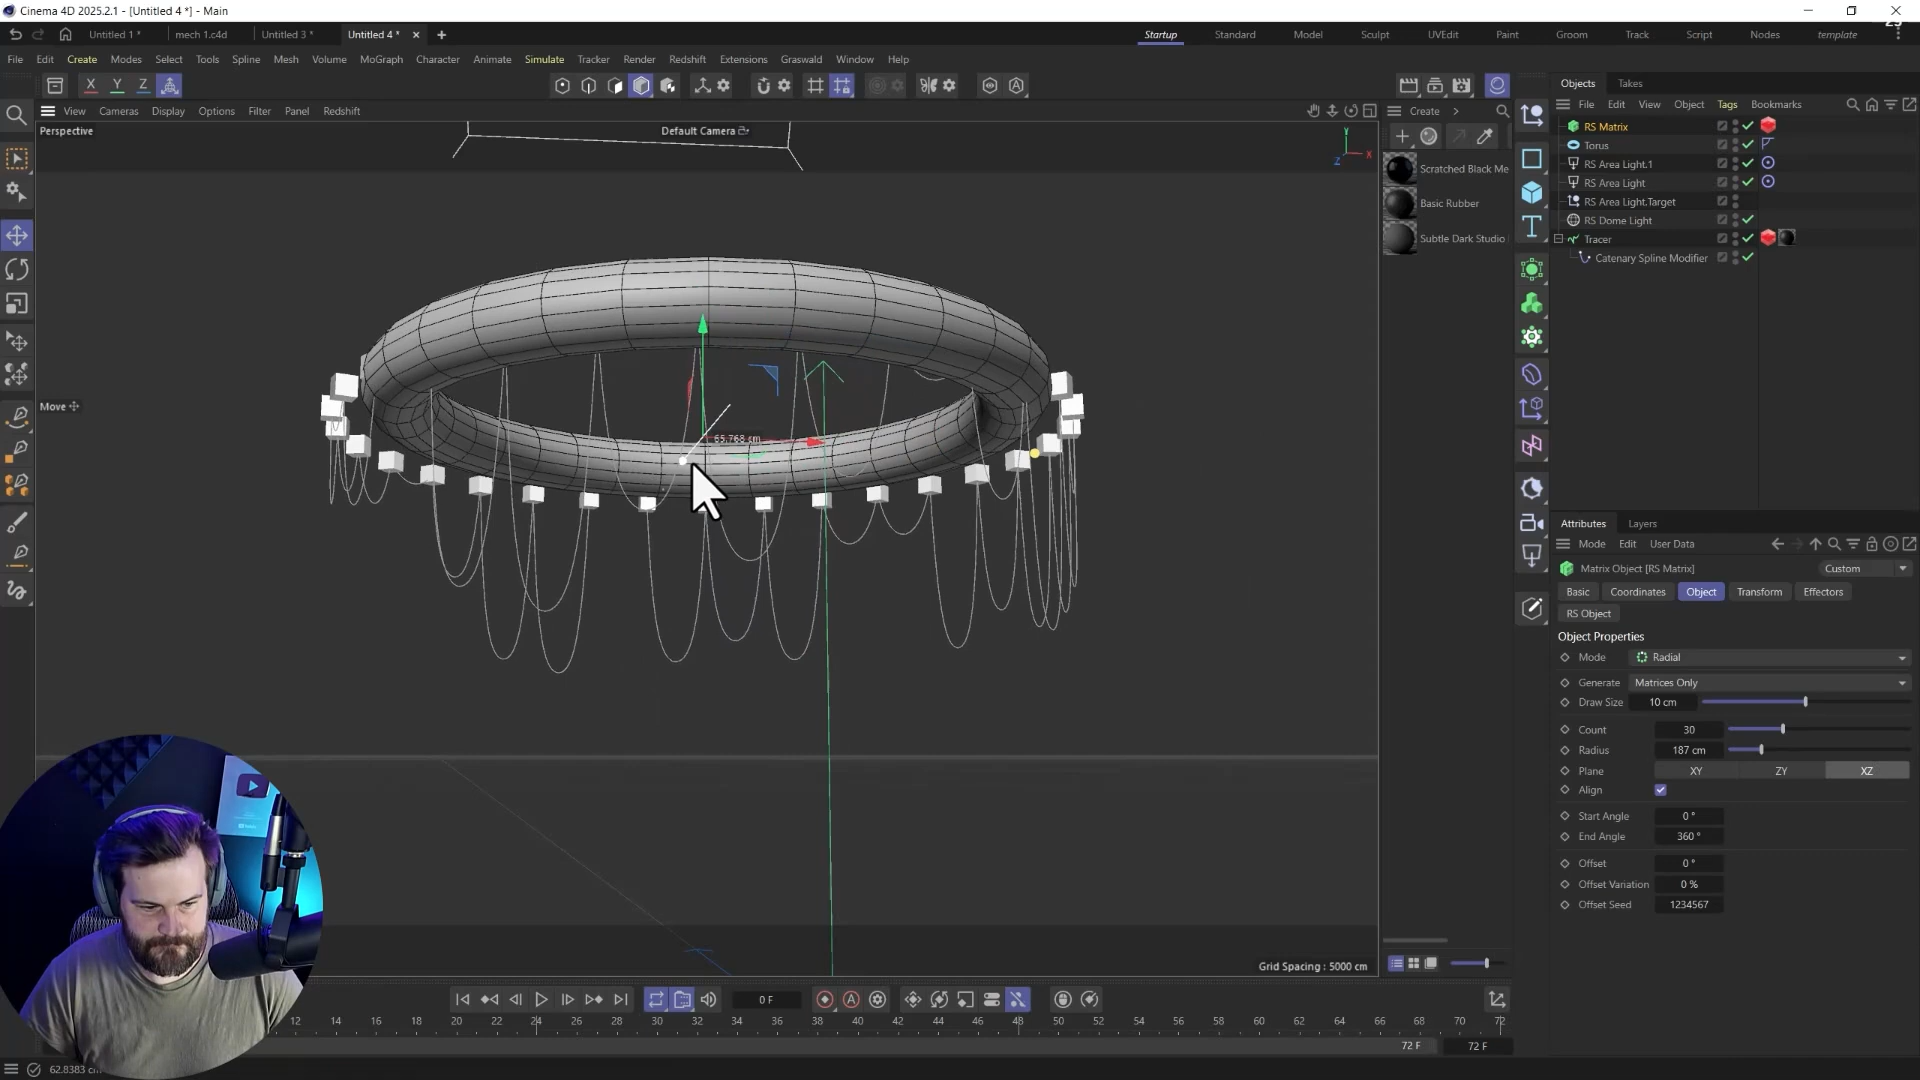 Cinema 4D 2025.2.1 - [Untitled 4 *] - Main
Untitled 1 * mech 1.c4d Untitled 3 * Untitled 4 *
Startup Standard Model Sculpt UVEdit Paint Groom Track Script Nodes template
File Edit Create Modes Select Tools Spline Mesh Volume MoGraph Character Animate Simulate Tracker Render Redshift Extensions Graswald Window Help
X Y Z
Objects Takes
View Cameras Display Options Filter Panel Redshift
Create
File Edit View Object Tags Bookmarks
Perspective
Default Camera
Y
X
Z
Move
65.768 cm
Grid Spacing : 5000 cm
Scratched Black Me
Basic Rubber
Subtle Dark Studio
RS Matrix
Torus
RS Area Light.1
RS Area Light
RS Area Light.Target
RS Dome Light
Tracer
Catenary Spline Modifier
Attributes Layers
Mode Edit User Data
Matrix Object [RS Matrix] Custom
Basic Coordinates Object Transform Effectors
RS Object
Object Properties
Mode Radial
Generate Matrices Only
Draw Size 10 cm
Count 30
Radius 187 cm
Plane XY ZY XZ
Align
Start Angle 0 °
End Angle 360 °
Offset 0 °
Offset Variation 0 %
Offset Seed 1234567
0 F
12 14 16 18 20 22 24 26 28 30 32 34 36 38 40 42 44 46 48 50 52 54 56 58 60 62 64 66 68 70 72
72 F 72 F
62.8383 c